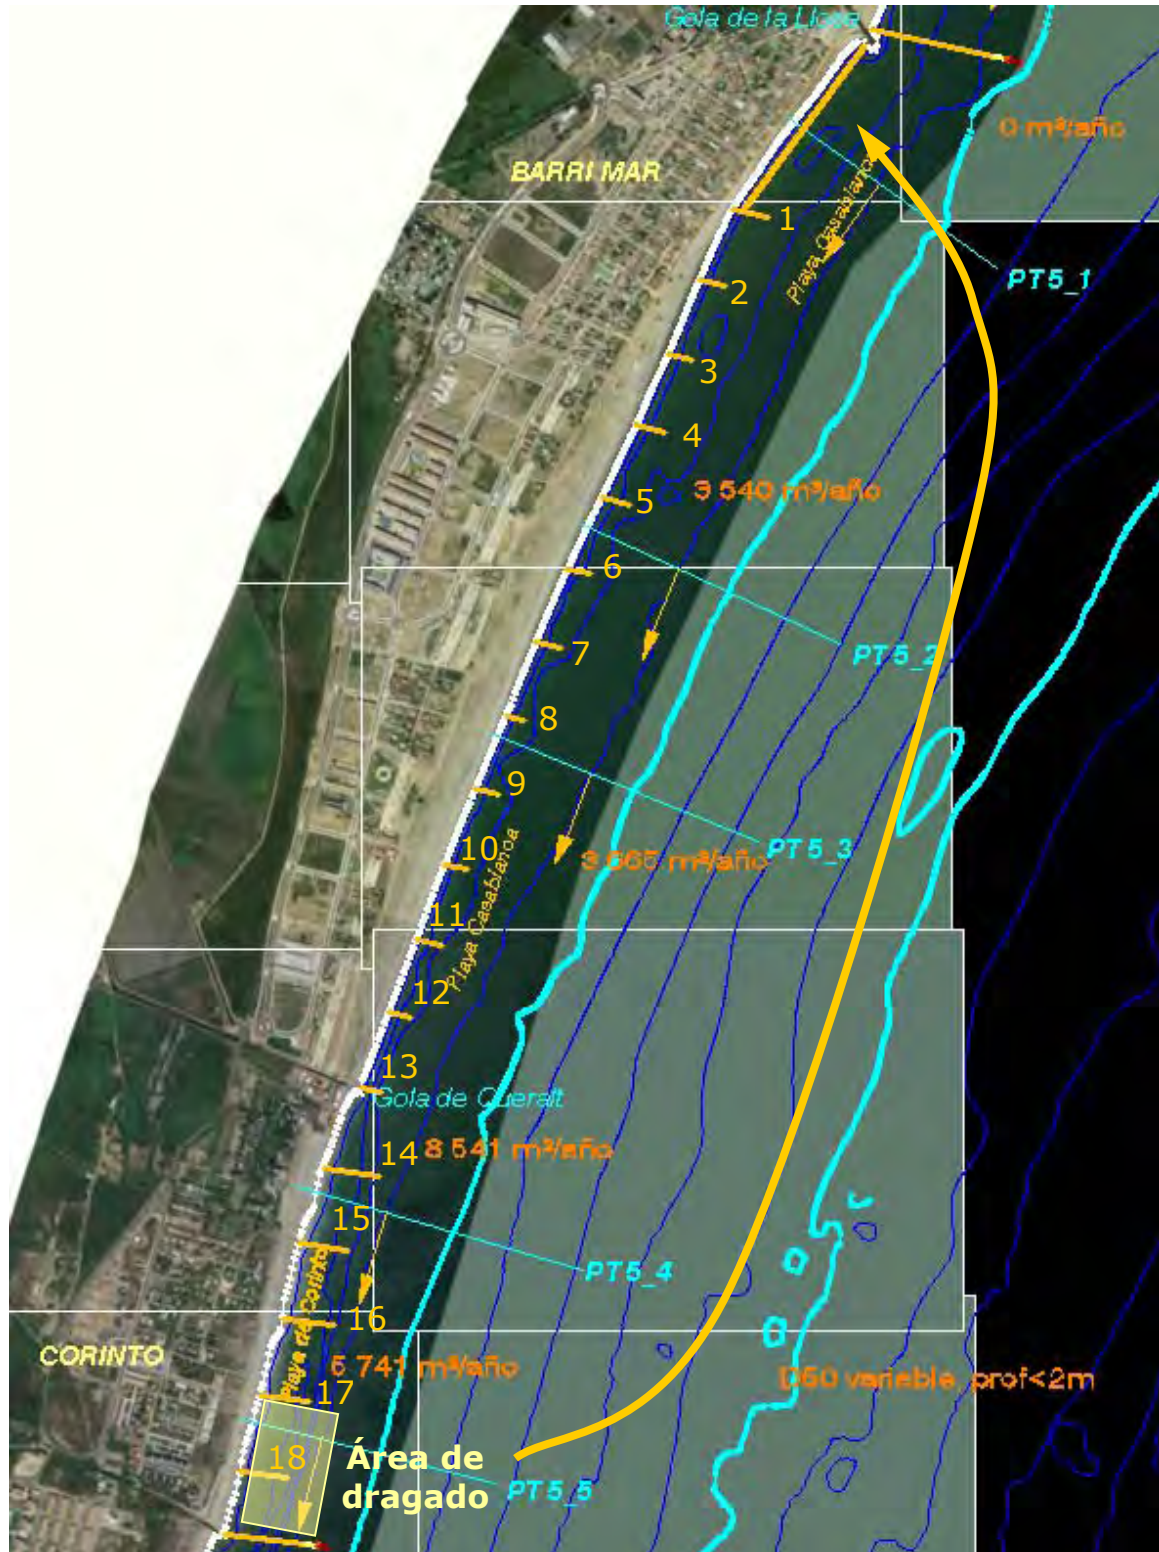 Gola de la Llosa
0 m³/año
BARRI MAR
Playa Casablanca
1
PT5_1
2
3
4
5
3 540 m³/año
6
PT5_2
7
8
9
PT5_3
3 665 m³/año
10
Playa Casablanca
11
12
13
Gola de Queralt
14
8 541 m³/año
15
PT5_4
Playa de Corinto
16
CORINTO
5 741 m³/año
D50 variable prof<2m
17
18
Área de
dragado
PT5_5